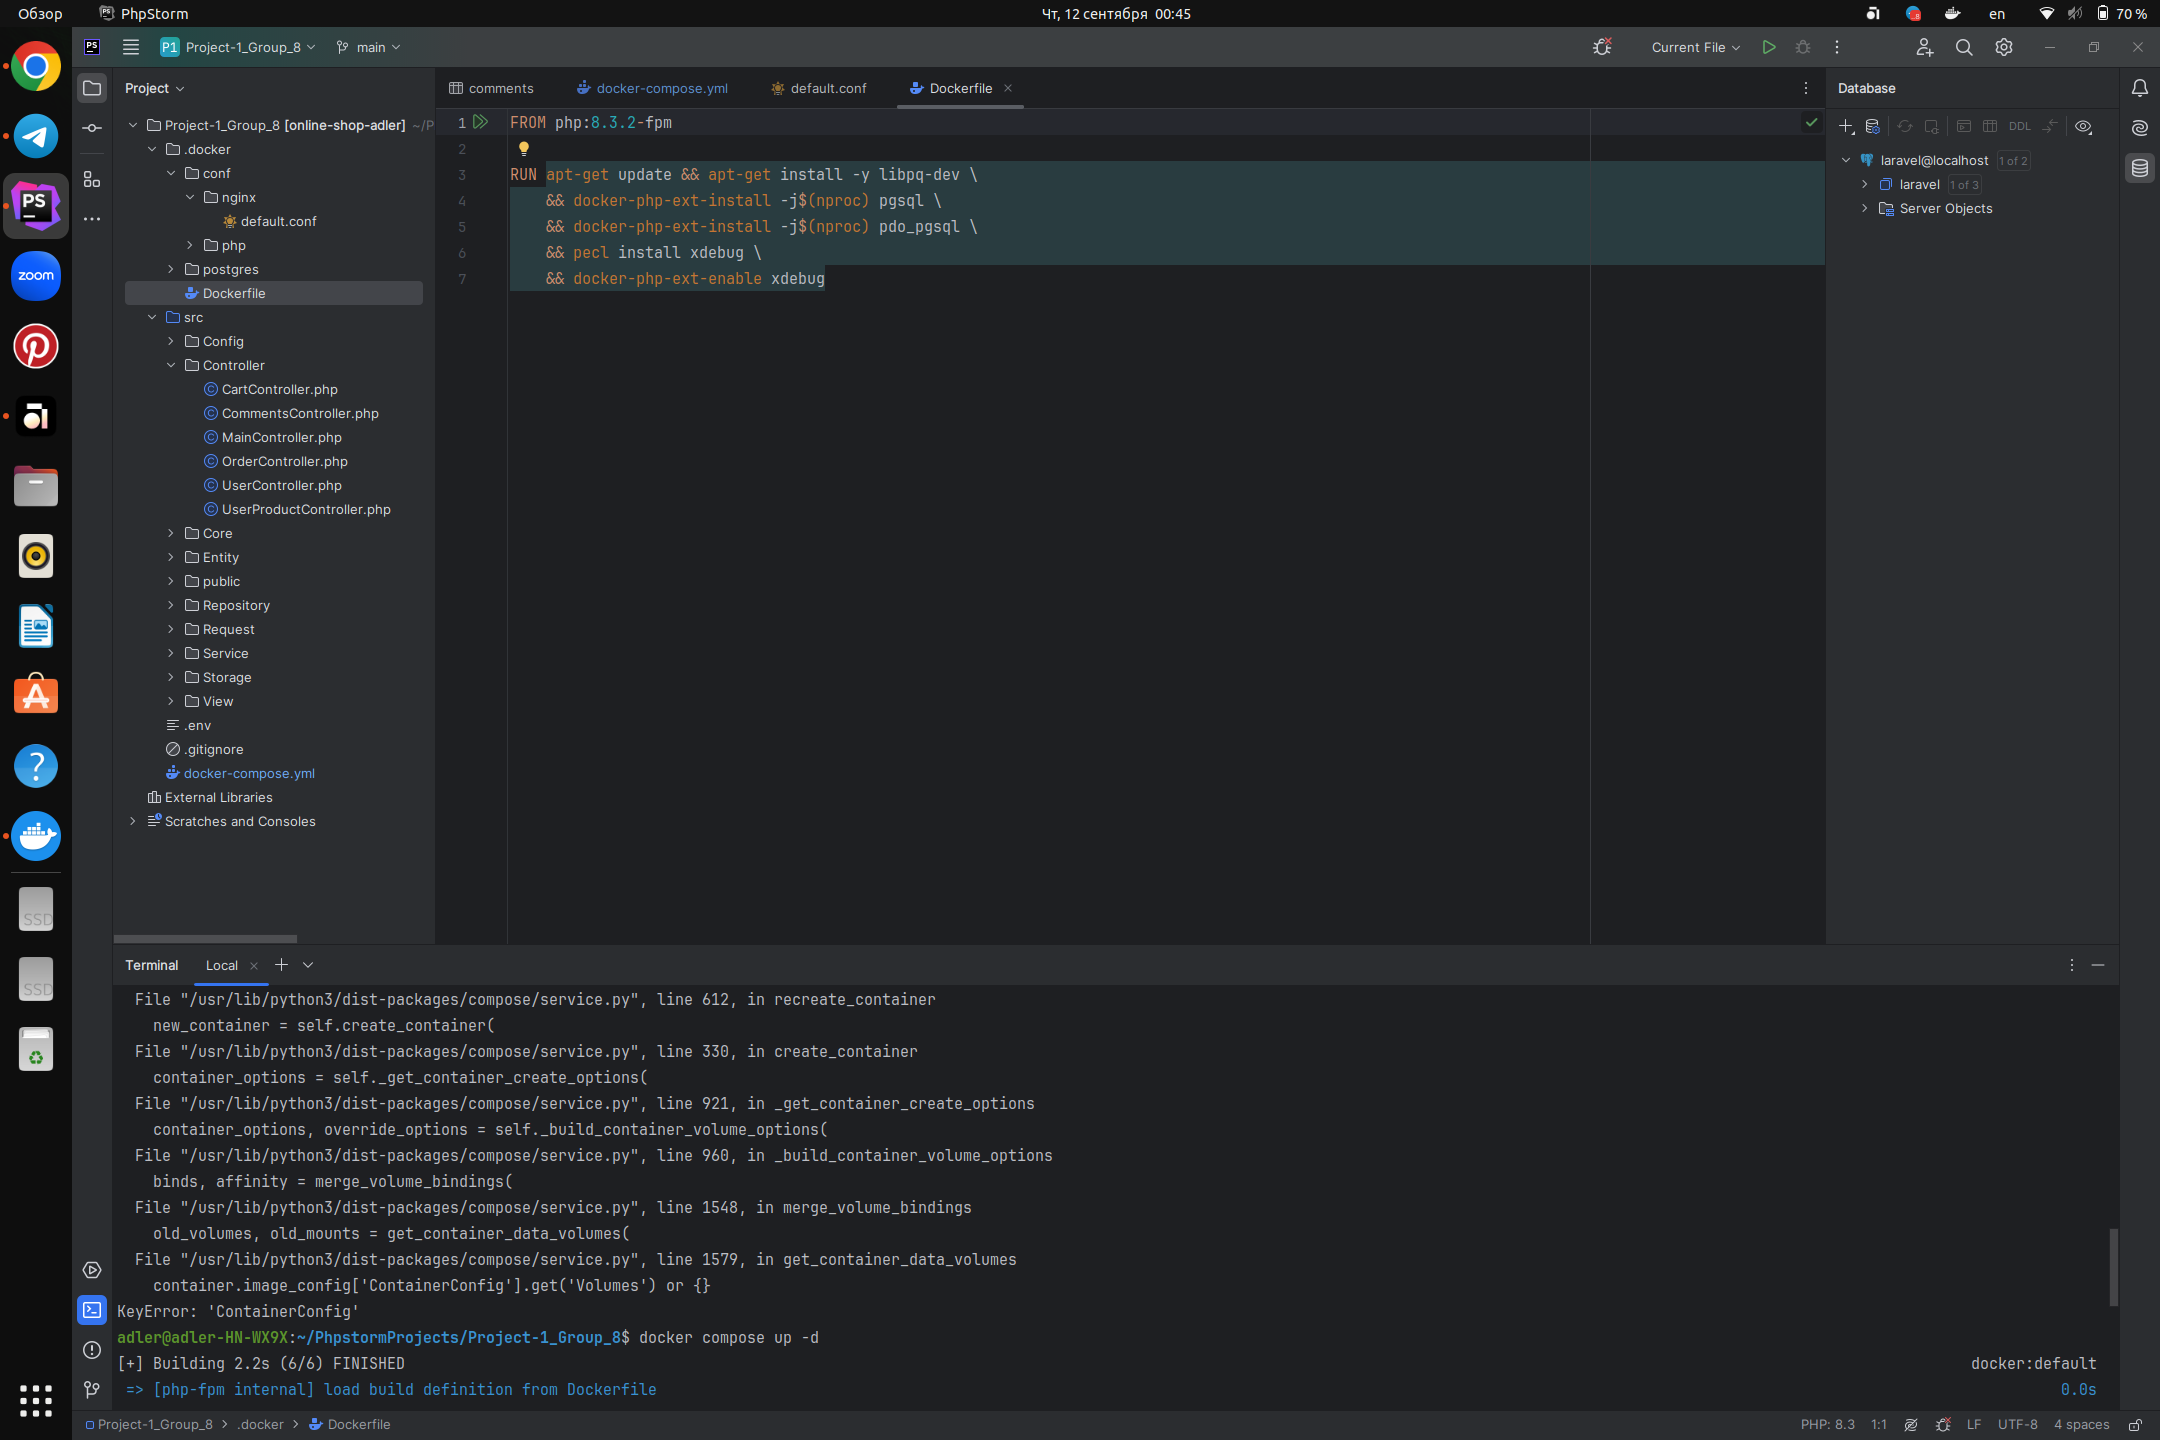 Обзор
PhpStorm
Чт, 12 сентября 00:45
en
70 %
PS
P1
Project-1_Group_8
main
Current File
Project
comments
docker-compose.yml
default.conf
Dockerfile
Database
DDL
Project-1_Group_8 [online-shop-adler] ~/P
.docker
conf
nginx
default.conf
php
postgres
Dockerfile
src
Config
Controller
CartController.php
CommentsController.php
MainController.php
OrderController.php
UserController.php
UserProductController.php
Core
Entity
public
Repository
Request
Service
Storage
View
.env
.gitignore
docker-compose.yml
External Libraries
Scratches and Consoles
PS
zoom
SSD
SSD
1 FROM php:8.3.2-fpm
2
3 RUN apt-get update && apt-get install -y libpq-dev \
4 && docker-php-ext-install -j$(nproc) pgsql \
5 && docker-php-ext-install -j$(nproc) pdo_pgsql \
6 && pecl install xdebug \
7 && docker-php-ext-enable xdebug
laravel@localhost 1 of 2
laravel 1 of 3
Server Objects
Terminal
Local
File "/usr/lib/python3/dist-packages/compose/service.py", line 612, in recreate_container
new_container = self.create_container(
File "/usr/lib/python3/dist-packages/compose/service.py", line 330, in create_container
container_options = self._get_container_create_options(
File "/usr/lib/python3/dist-packages/compose/service.py", line 921, in _get_container_create_options
container_options, override_options = self._build_container_volume_options(
File "/usr/lib/python3/dist-packages/compose/service.py", line 960, in _build_container_volume_options
binds, affinity = merge_volume_bindings(
File "/usr/lib/python3/dist-packages/compose/service.py", line 1548, in merge_volume_bindings
old_volumes, old_mounts = get_container_data_volumes(
File "/usr/lib/python3/dist-packages/compose/service.py", line 1579, in get_container_data_volumes
container.image_config['ContainerConfig'].get('Volumes') or {}
KeyError: 'ContainerConfig'
adler@adler-HN-WX9X:~/PhpstormProjects/Project-1_Group_8$ docker compose up -d
[+] Building 2.2s (6/6) FINISHED docker:default
=> [php-fpm internal] load build definition from Dockerfile 0.0s
Project-1_Group_8 > .docker > Dockerfile
PHP: 8.3
1:1
LF
UTF-8
4 spaces